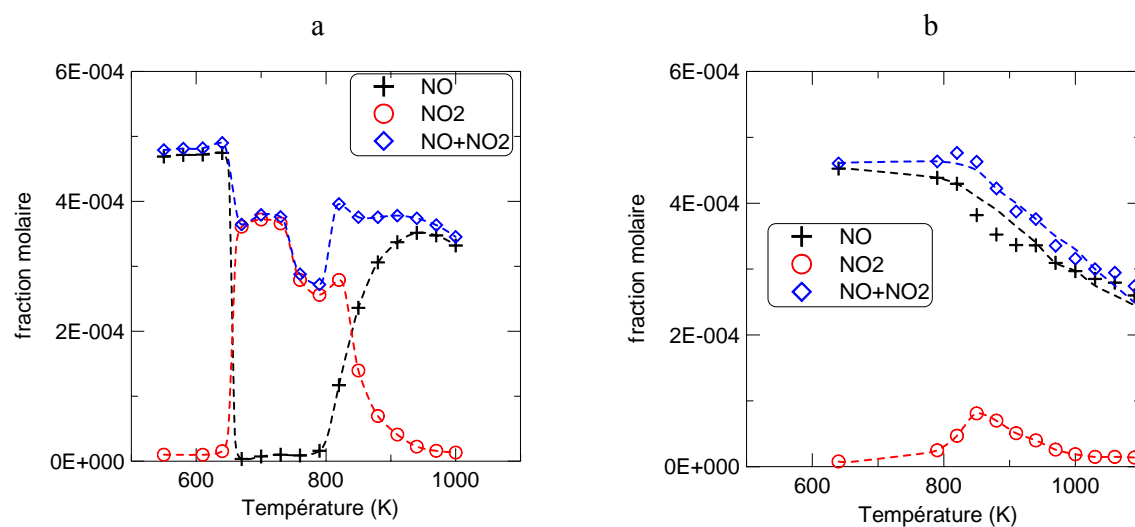 a
6E-004
4E-004
2E-004
0E+000
fraction molaire
NO
NO2
NO+NO2
600
800
1000
Température (K)
b
6E-004
4E-004
2E-004
0E+000
fraction molaire
NO
NO2
NO+NO2
600
800
1000
Température (K)